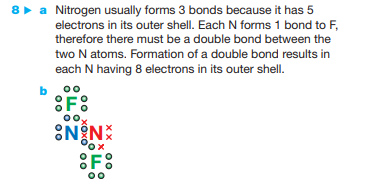 8 ▶ a Nitrogen usually forms 3 bonds because it has 5
electrons in its outer shell. Each N forms 1 bond to F,
therefore there must be a double bond between the
two N atoms. Formation of a double bond results in
each N having 8 electrons in its outer shell.
b
F
N N
F